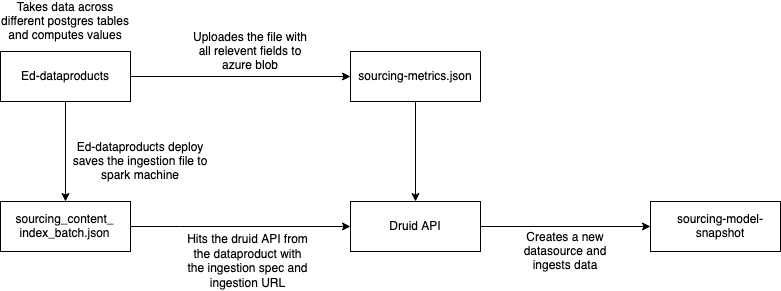 Takes data across
different postgres tables
and computes values
Uploades the file with
all relevent fields to
azure blob
Ed-dataproducts
sourcing-metrics.json
Ed-dataproducts deploy
saves the ingestion file to
spark machine
sourcing_content_
index_batch.json
Druid API
sourcing-model-
snapshot
Hits the druid API from
the dataproduct with
the ingestion spec and
ingestion URL
Creates a new
datasource and
ingests data